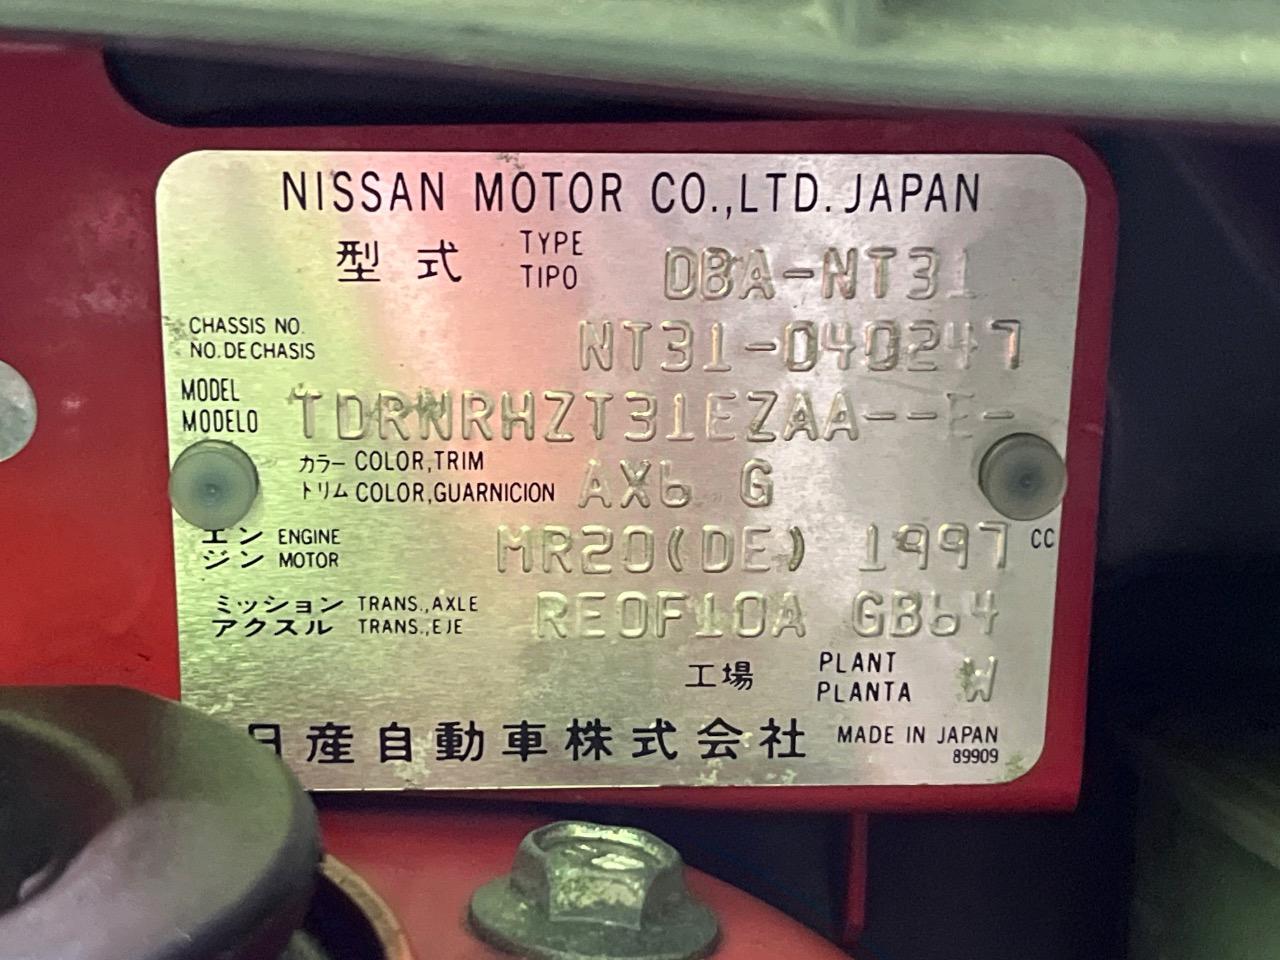 NISSAN MOTOR CO.,LTD. JAPAN
型式 TYPE TIPO DBA-NT31
CHASSIS NO. NO. DE CHASIS NT31-040247
MODEL MODELO TDRNRHZT31EZAA--E-
カラー COLOR,TRIM
トリム COLOR,GUARNICION AX6 G
エン ENGINE
ジン MOTOR MR20(DE) 1997 CC
ミッション TRANS.,AXLE
アクスル TRANS.,EJE RE0F10A GB64
工場 PLANT PLANTA W
日産自動車株式会社 MADE IN JAPAN
89909